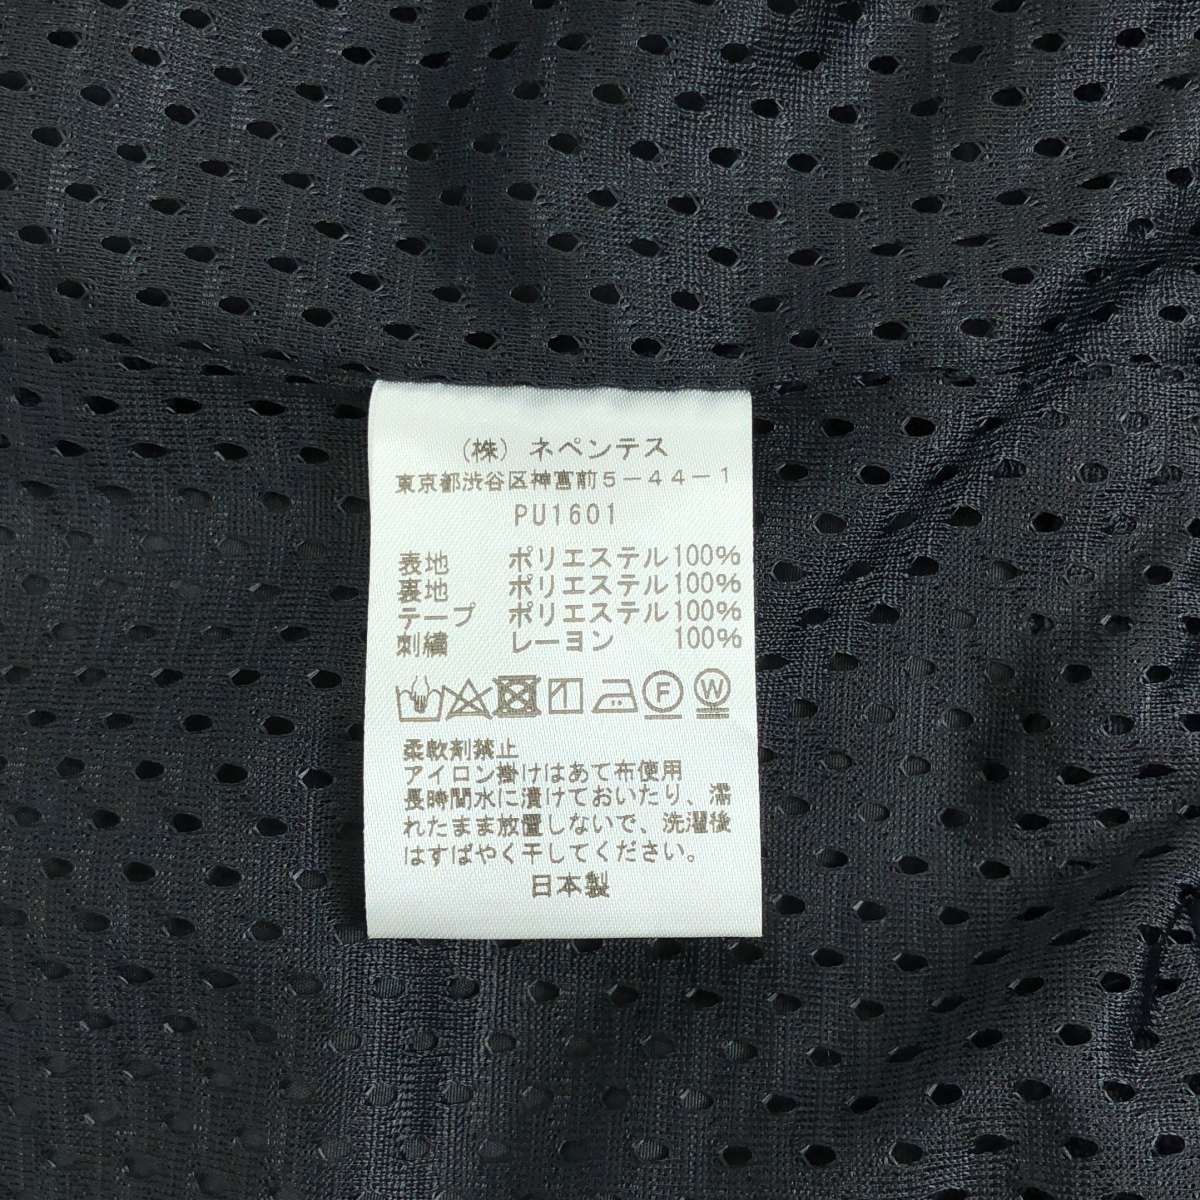 (株) ネペンテス
東京都渋谷区神宮前5-44-1
PU1601
表地 ポリエステル100%
裏地 ポリエステル100%
テープ ポリエステル100%
刺繍 レーヨン 100%
F W
柔軟剤禁止
アイロン掛けはあて布使用
長時間水に漬けておいたり、濡
れたまま放置しないで、洗濯後
はすばやく干してください。
日本製